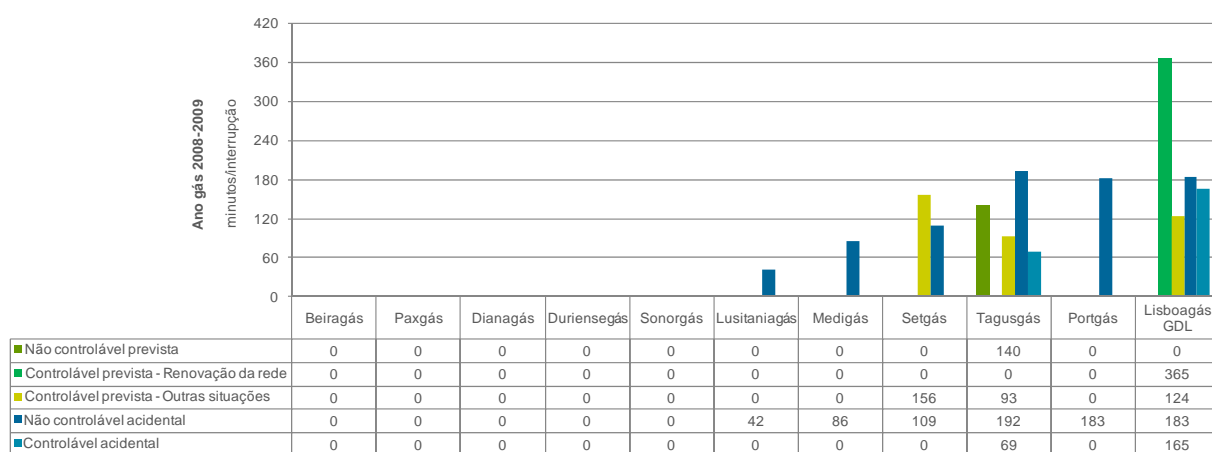 420
360
300
240
180
120
60
0
Ano gás 2008-2009
minutos/interrupção
Beiragás Paxgás Dianagás Duriensegás Sonorgás Lusitaniagás Medigás Setgás Tagusgás Portgás Lisboagás GDL
Não controlável prevista 0 0 0 0 0 0 0 0 140 0 0
Controlável prevista - Renovação da rede 0 0 0 0 0 0 0 0 0 0 365
Controlável prevista - Outras situações 0 0 0 0 0 0 0 156 93 0 124
Não controlável acidental 0 0 0 0 0 42 86 109 192 183 183
Controlável acidental 0 0 0 0 0 0 0 0 69 0 165